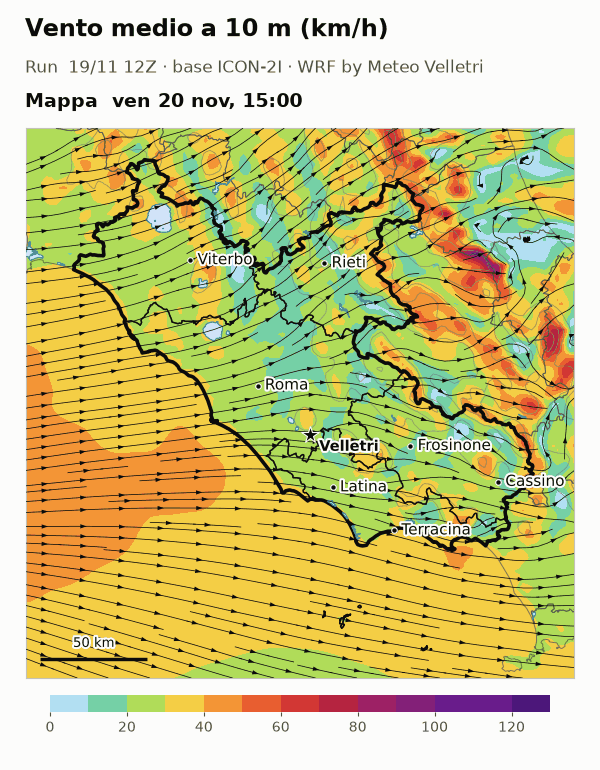 Vento medio a 10 m (km/h)
Run 19/11 12Z · base ICON-2I · WRF by Meteo Velletri
Mappa ven 20 nov, 15:00
Viterbo
Rieti
Roma
Velletri
Frosinone
Cassino
Latina
Terracina
50 km
0 20 40 60 80 100 120